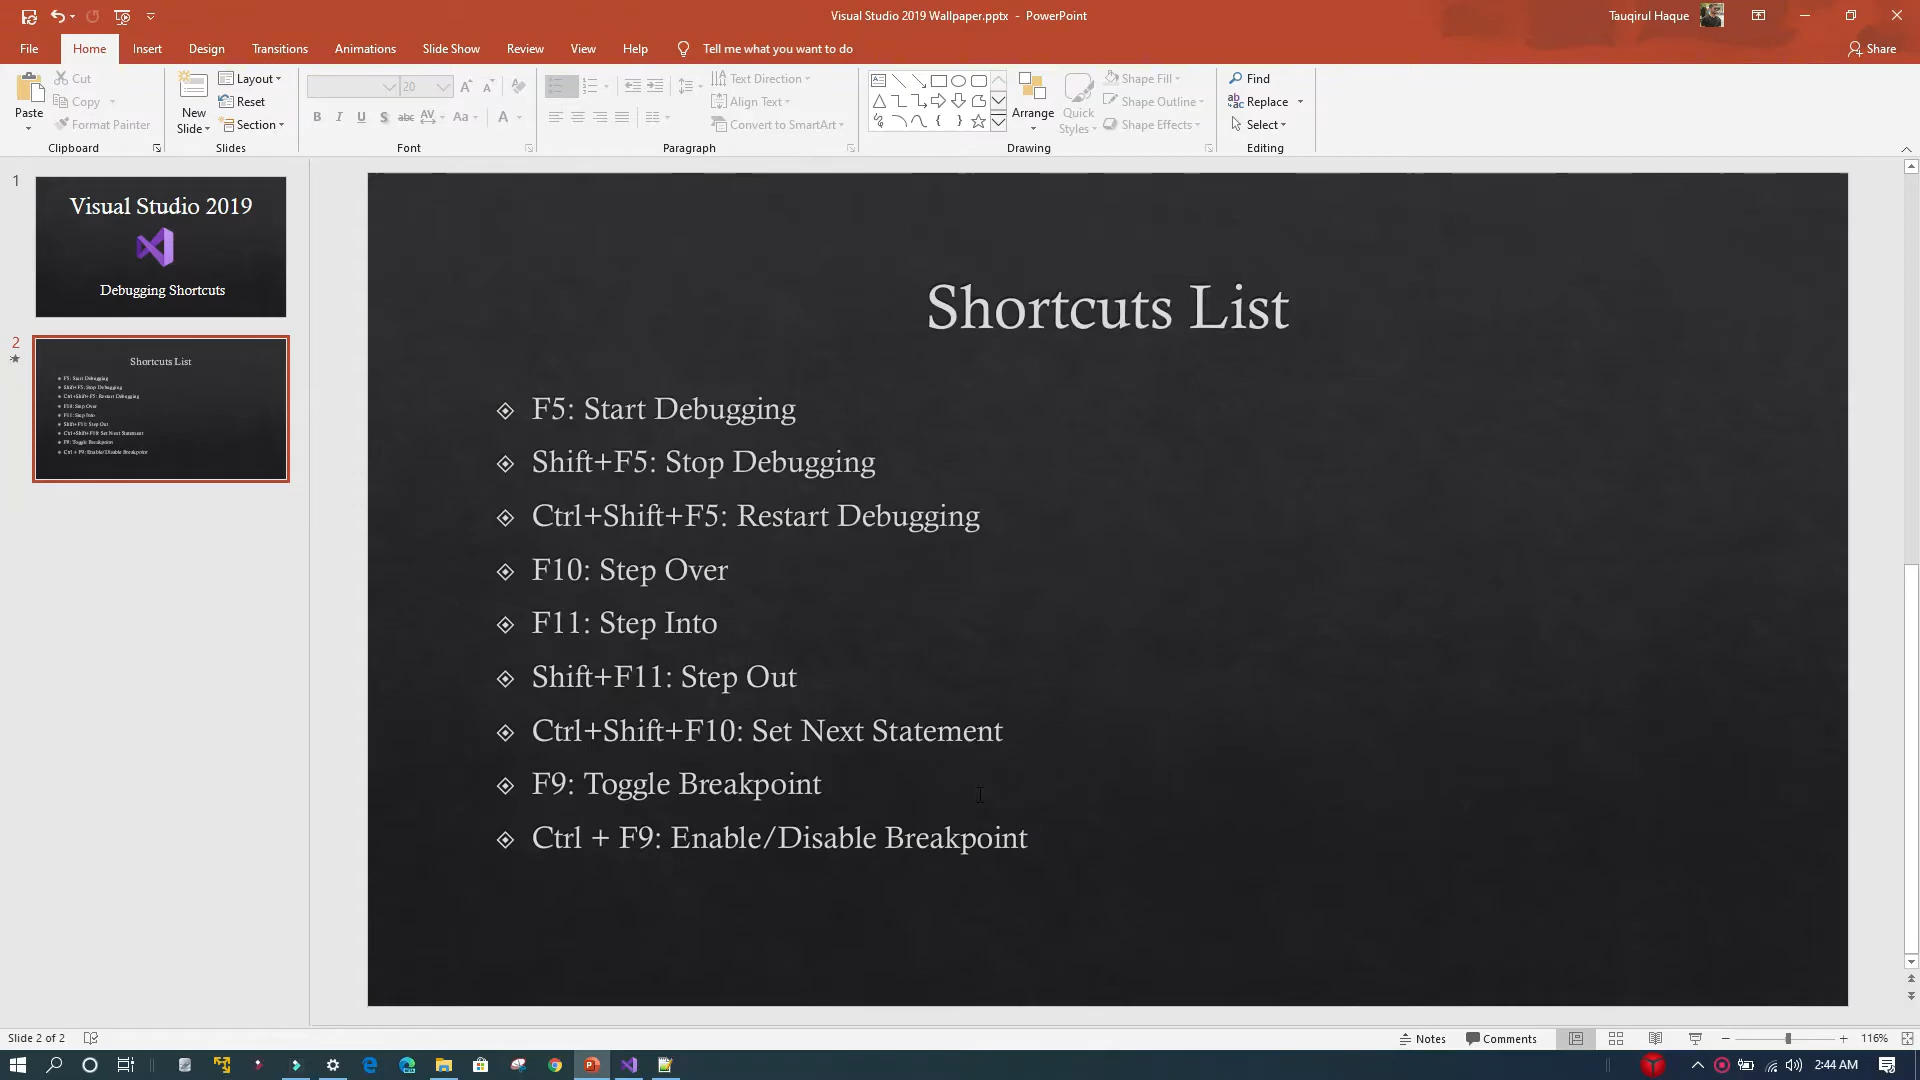 Visual Studio 2019 Wallpaper.pptx - PowerPoint
Tauqirul Haque
File Home Insert Design Transitions Animations Slide Show Review View Help Tell me what you want to do
Share
Paste
Cut
Copy
Format Painter
Clipboard
New
Slide
Layout
Reset
Section
Slides
20
B I U S abc AV Aa A
Font
Text Direction
Align Text
Convert to SmartArt
Paragraph
Arrange
Quick
Styles
Shape Fill
Shape Outline
Shape Effects
Drawing
Find
Replace
Select
Editing
1
Visual Studio 2019
Debugging Shortcuts
2
Shortcuts List
F5: Start Debugging
Shift+F5: Stop Debugging
Ctrl+Shift+F5: Restart Debugging
F10: Step Over
F11: Step Into
Shift+F11: Step Out
Ctrl+Shift+F10: Set Next Statement
F9: Toggle Breakpoint
Ctrl + F9: Enable/Disable Breakpoint
Shortcuts List
F5: Start Debugging
Shift+F5: Stop Debugging
Ctrl+Shift+F5: Restart Debugging
F10: Step Over
F11: Step Into
Shift+F11: Step Out
Ctrl+Shift+F10: Set Next Statement
F9: Toggle Breakpoint
Ctrl + F9: Enable/Disable Breakpoint
Slide 2 of 2
Notes
Comments
116%
2:44 AM